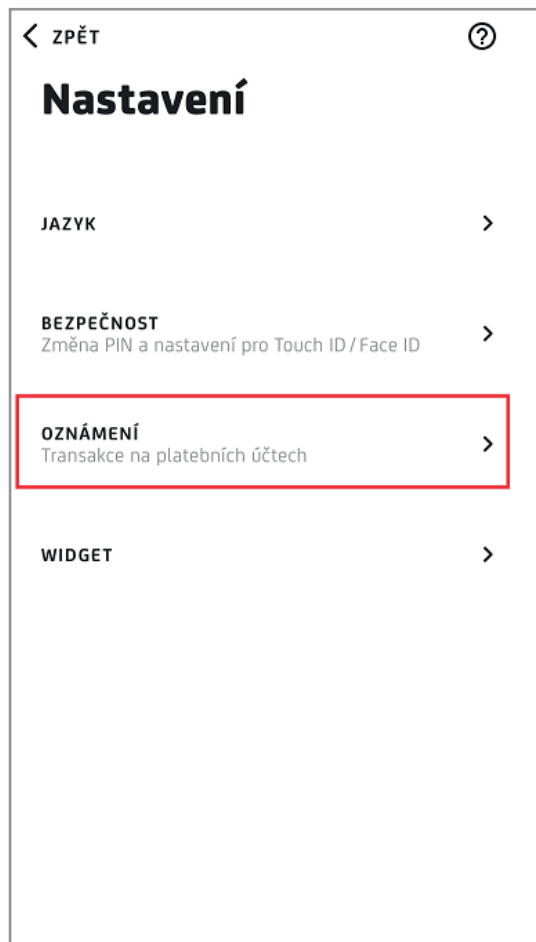 ZPĚT
Nastavení
JAZYK
BEZPEČNOST
Změna PIN a nastavení pro Touch ID / Face ID
OZNÁMENÍ
Transakce na platebních účtech
WIDGET